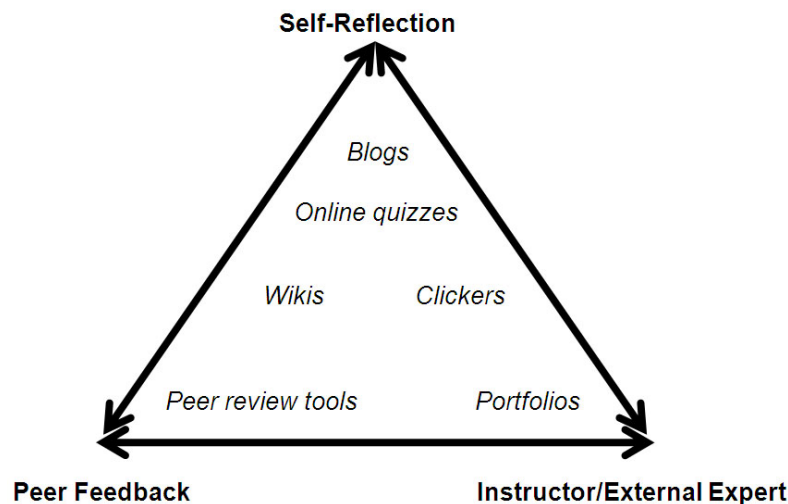 Self-Reflection
Blogs
Online quizzes
Wikis
Clickers
Peer review tools
Portfolios
Peer Feedback
Instructor/External Expert